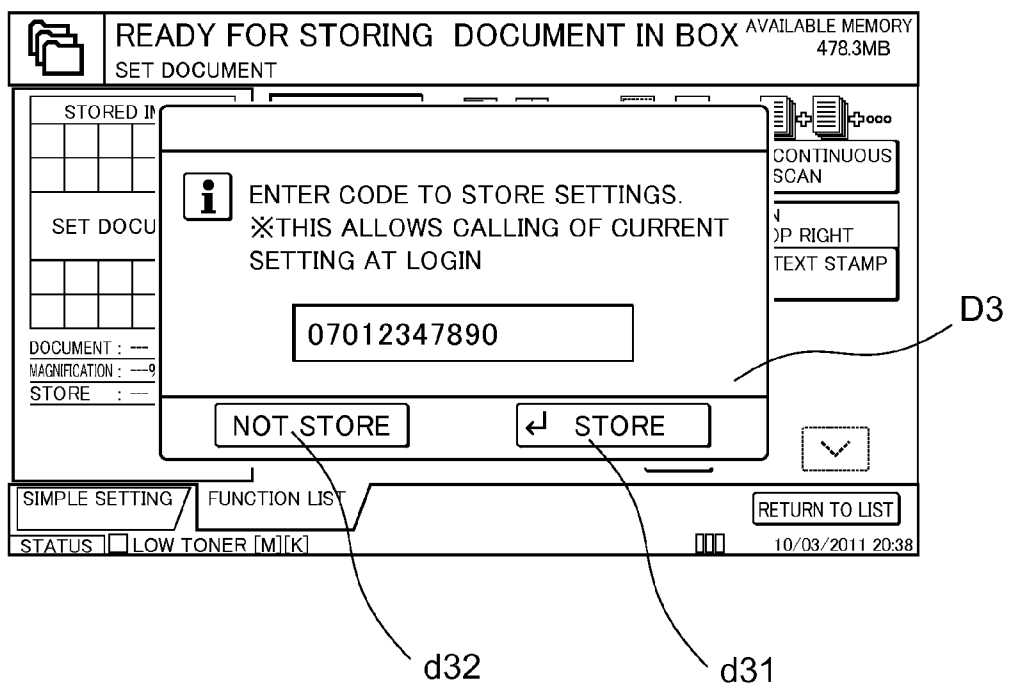 READY FOR STORING DOCUMENT IN BOX
AVAILABLE MEMORY
478.3MB
SET DOCUMENT
STORED
CONTINUOUS
SCAN
ENTER CODE TO STORE SETTINGS.
※THIS ALLOWS CALLING OF CURRENT
SETTING AT LOGIN
SET DOCU
OP RIGHT
TEXT STAMP
07012347890
D3
DOCUMENT : ---
MAGNIFICATION : ---9
STORE : ---
NOT STORE
↵ STORE
SIMPLE SETTING
FUNCTION LIST
RETURN TO LIST
STATUS
LOW TONER [M][K]
10/03/2011 20:38
d32
d31